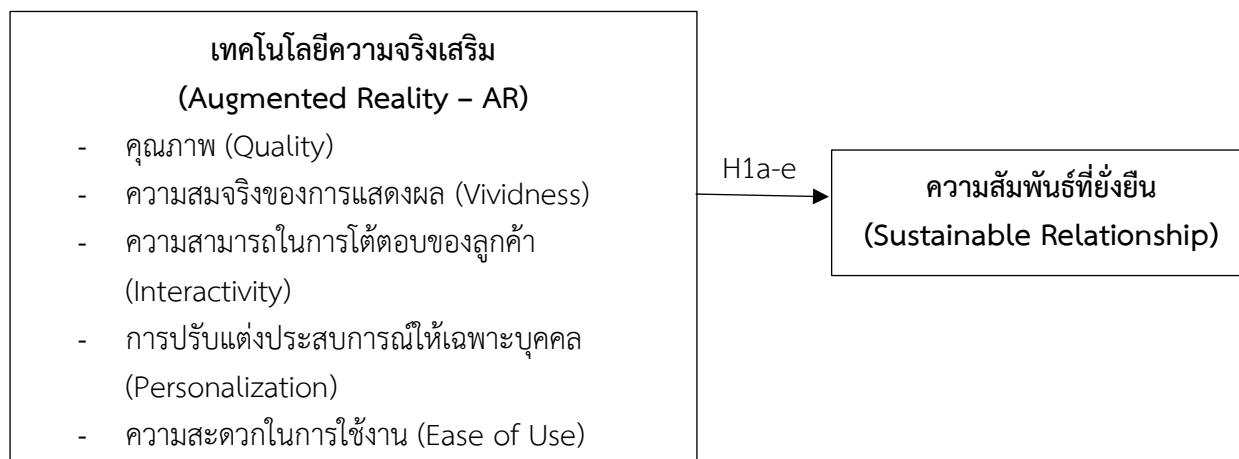 เทคโนโลยีความจริงเสริม
(Augmented Reality – AR)
- คุณภาพ (Quality)
- ความสมจริงของการแสดงผล (Vividness)
- ความสามารถในการโต้ตอบของลูกค้า
(Interactivity)
- การปรับแต่งประสบการณ์ให้เฉพาะบุคคล
(Personalization)
- ความสะดวกในการใช้งาน (Ease of Use)
H1a-e
ความสัมพันธ์ที่ยั่งยืน
(Sustainable Relationship)